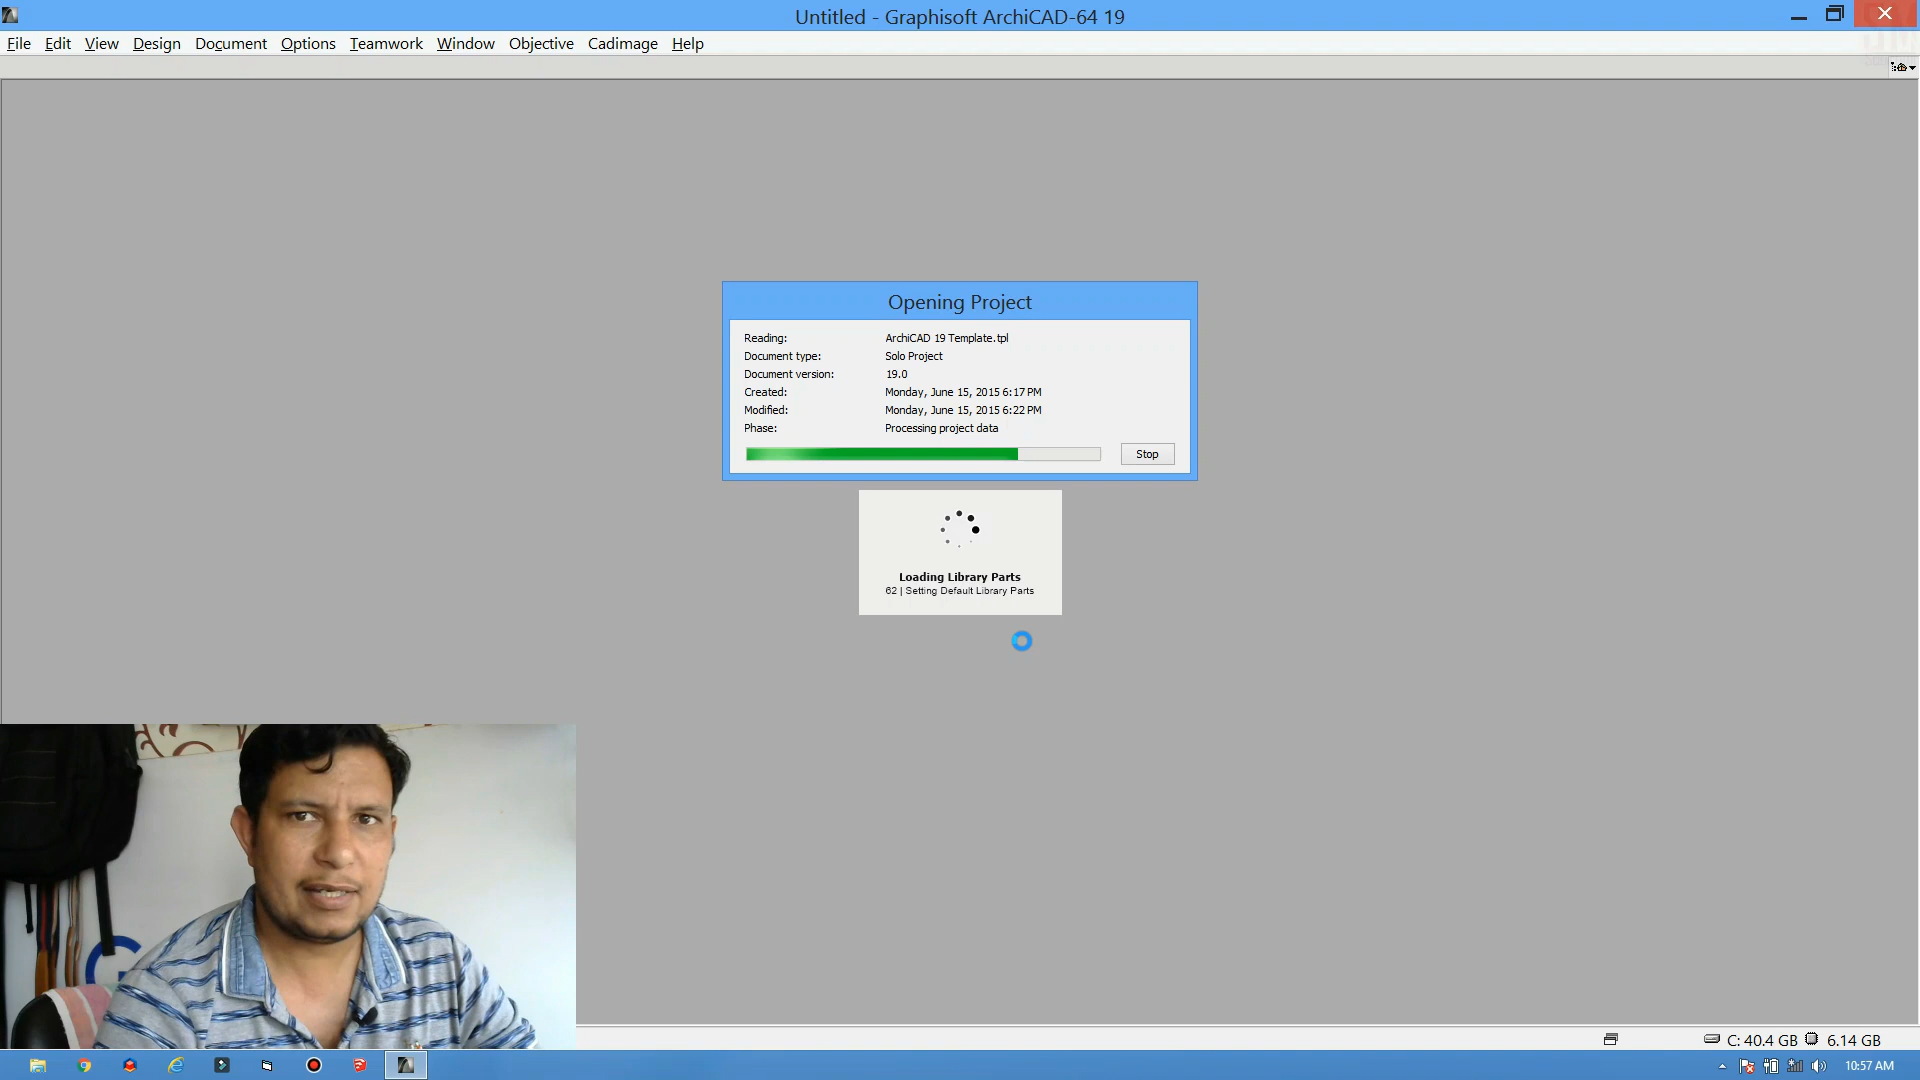 Untitled - Graphisoft ArchiCAD-64 19
File Edit View Design Document Options Teamwork Window Objective Cadimage Help
Opening Project
Reading: ArchiCAD 19 Template.tpl
Document type: Solo Project
Document version: 19.0
Created: Monday, June 15, 2015 6:17 PM
Modified: Monday, June 15, 2015 6:22 PM
Phase: Processing project data
Stop
Loading Library Parts
62 | Setting Default Library Parts
C: 40.4 GB 6.14 GB
10:57 AM